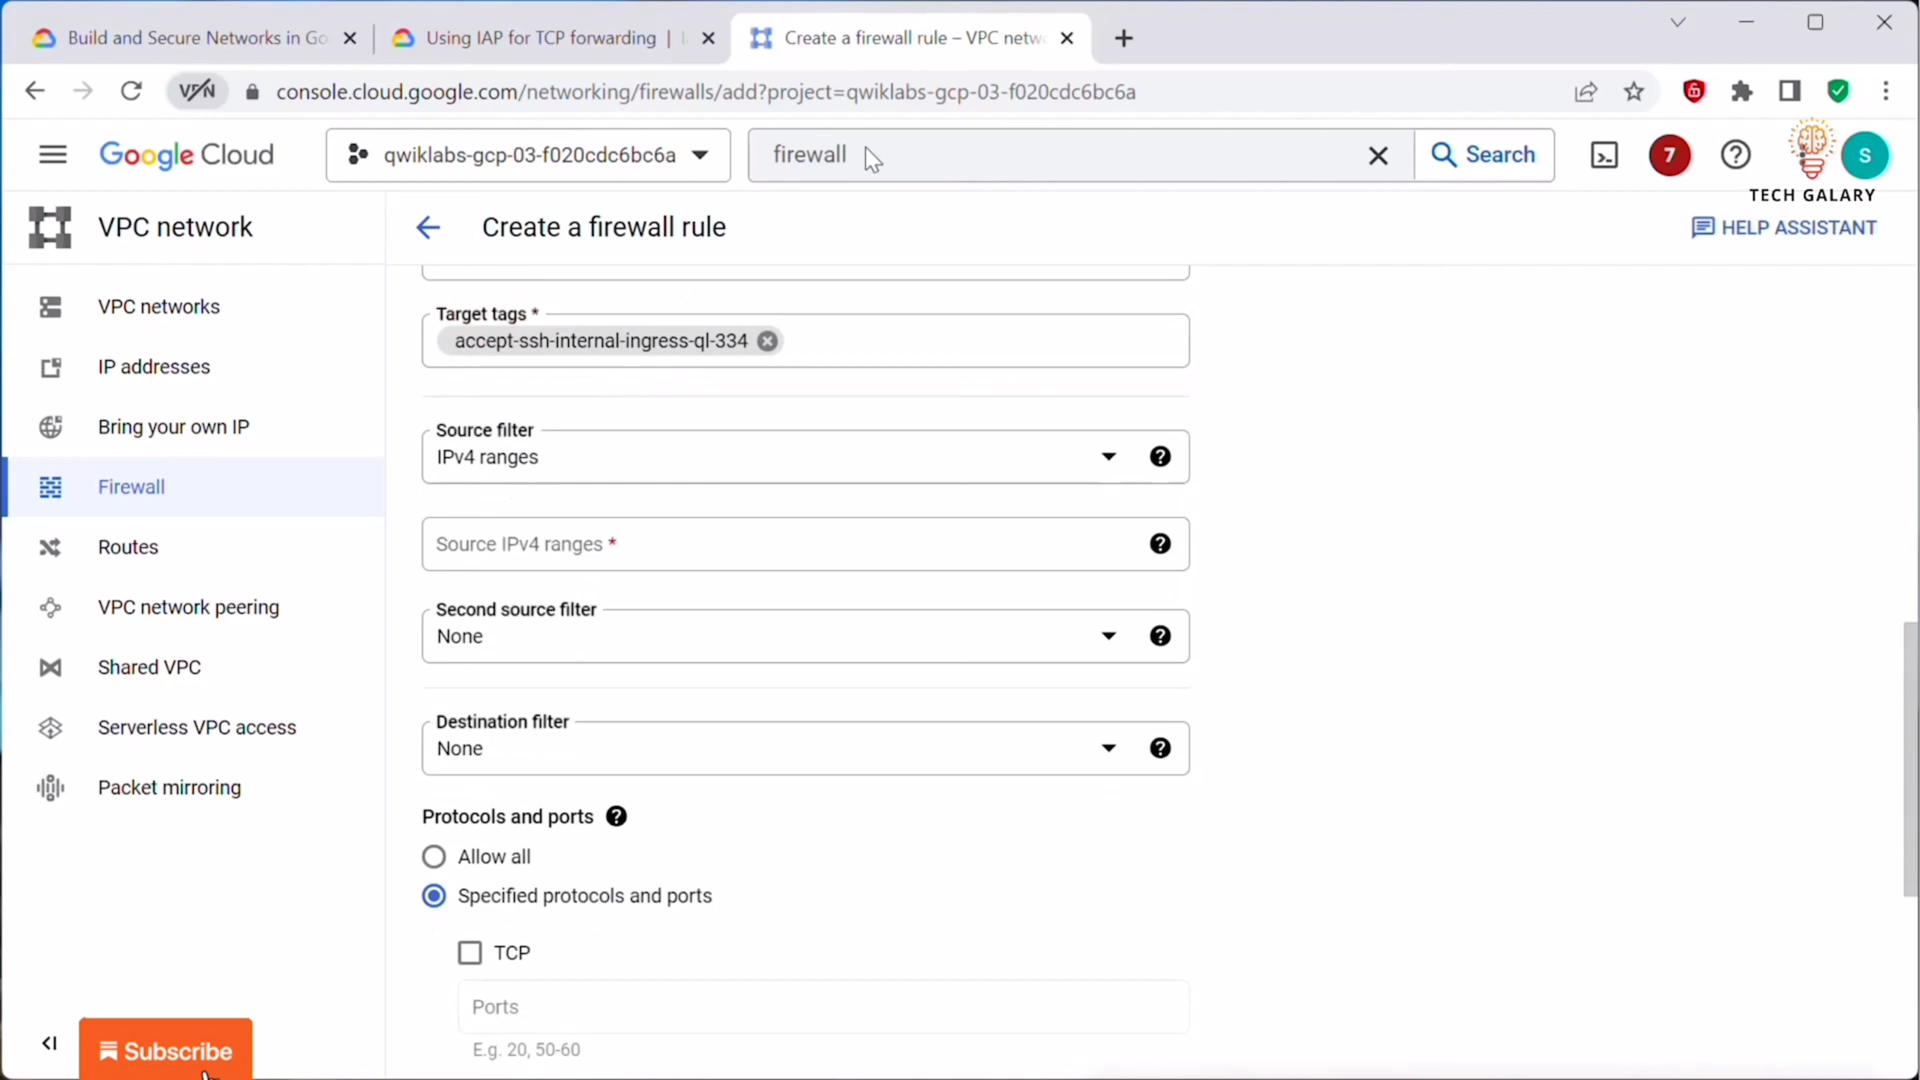 Build and Secure Networks in Go
Using IAP for TCP forwarding |
Create a firewall rule – VPC netw
VPN
console.cloud.google.com/networking/firewalls/add?project=qwiklabs-gcp-03-f020cdc6bc6a
Google Cloud
qwiklabs-gcp-03-f020cdc6bc6a
firewall
Search
7
S
TECH GALARY
VPC network
Create a firewall rule
HELP ASSISTANT
VPC networks
IP addresses
Bring your own IP
Firewall
Routes
VPC network peering
Shared VPC
Serverless VPC access
Packet mirroring
Subscribe
Target tags *
accept-ssh-internal-ingress-ql-334
Source filter
IPv4 ranges
Source IPv4 ranges *
Second source filter
None
Destination filter
None
Protocols and ports
Allow all
Specified protocols and ports
TCP
Ports
E.g. 20, 50-60